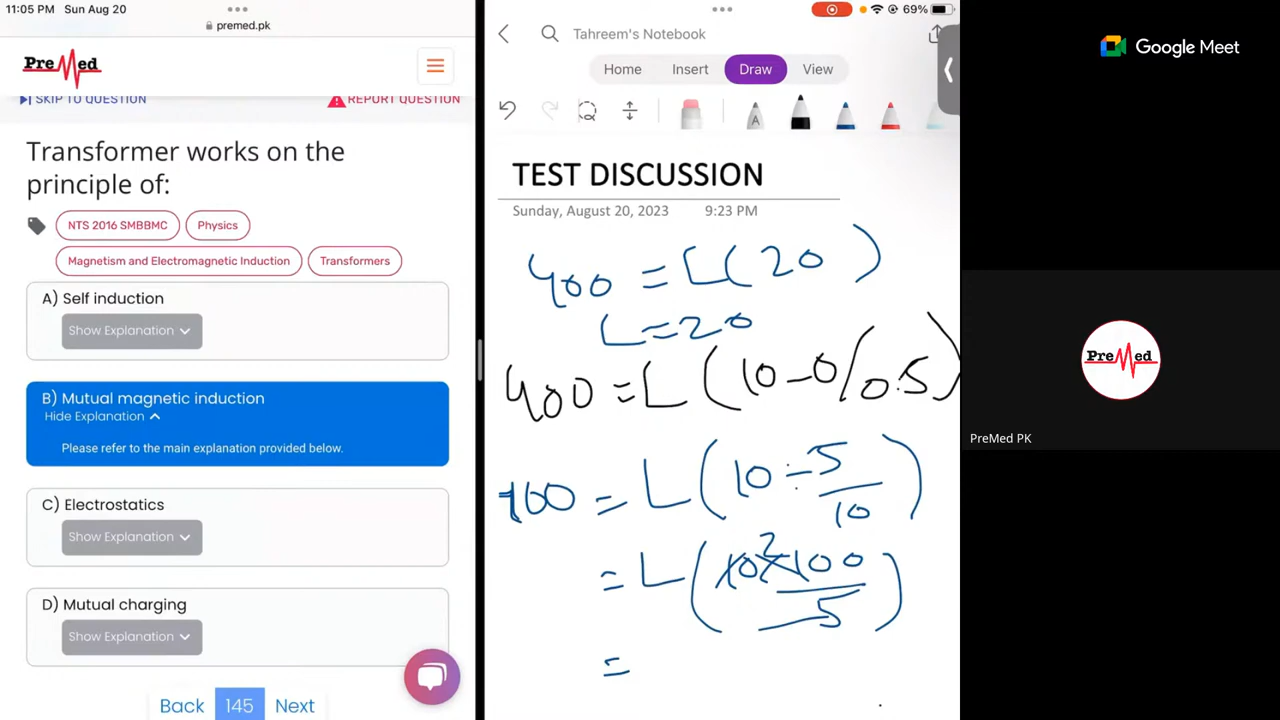 11:05 PM Sun Aug 20
premed.pk
PreMed
SKIP TO QUESTION
REPORT QUESTION
Transformer works on the
principle of:
NTS 2016 SMBBMC
Physics
Magnetism and Electromagnetic Induction
Transformers
A) Self induction
Show Explanation
B) Mutual magnetic induction
Hide Explanation
Please refer to the main explanation provided below.
C) Electrostatics
Show Explanation
D) Mutual charging
Show Explanation
Back 145 Next
69%
Tahreem's Notebook
Home Insert Draw View
A
TEST DISCUSSION
Sunday, August 20, 2023 9:23 PM
400 = L(20)
L=20
400 = L(10-0/0.5)
400 = L(10÷5/10)
= L(10×100/5)
2
=
Google Meet
PreMed
PreMed PK